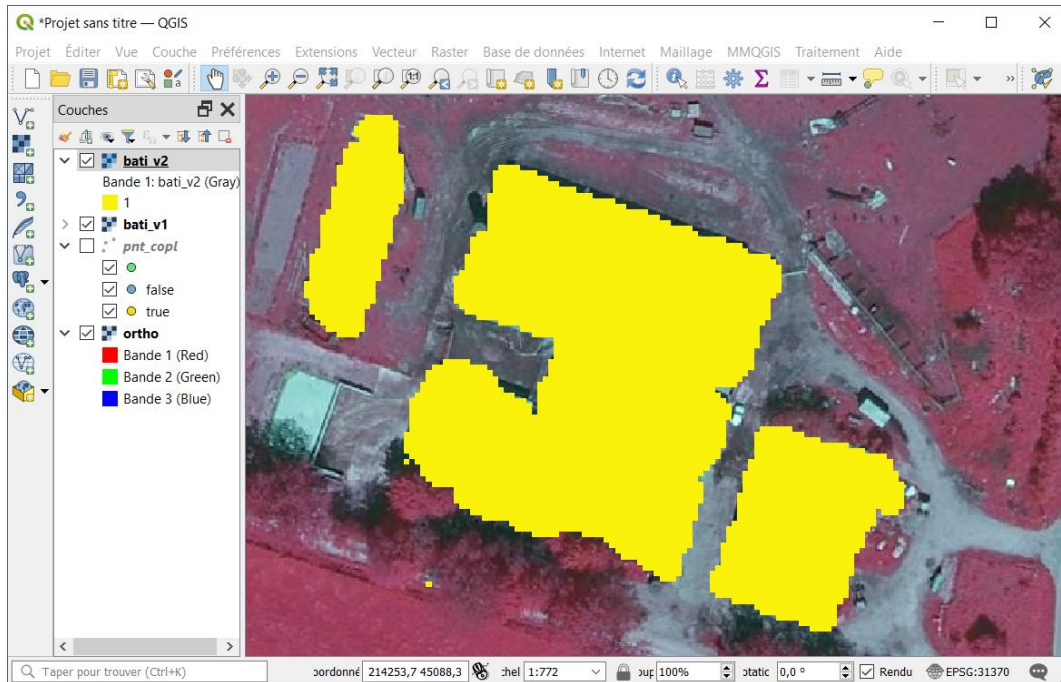 *Projet sans titre — QGIS
Projet Éditer Vue Couche Préférences Extensions Vecteur Raster Base de données Internet Maillage MMQGIS Traitement Aide
1:1
»
Couches
bati_v2
Bande 1: bati_v2 (Gray)
1
bati_v1
pnt_copl
false
true
ortho
Bande 1 (Red)
Bande 2 (Green)
Bande 3 (Blue)
Taper pour trouver (Ctrl+K) oordonné 214253,7 45088,3 hel 1:772 oup 100% otatic 0,0 ° Rendu EPSG:31370